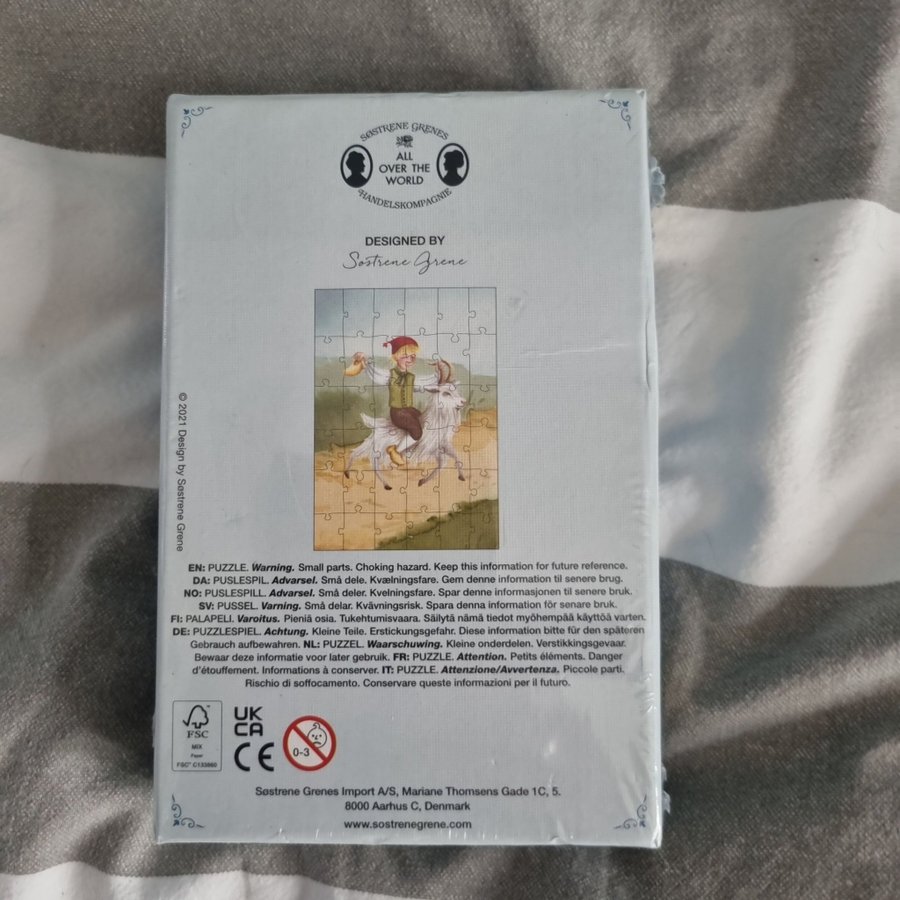 SØSTRENE GRENES
ALL
OVER THE
WORLD
HANDELSKOMPAGNIE
DESIGNED BY
Søstrene Grene
© 2021 Design by Søstrene Grene
EN: PUZZLE. Warning. Small parts. Choking hazard. Keep this information for future reference.
DA: PUSLESPIL. Advarsel. Små dele. Kvælningsfare. Gem denne information til senere brug.
NO: PUSLESPILL. Advarsel. Små deler. Kvelningsfare. Spar denne informasjonen til senere bruk.
SV: PUSSEL. Varning. Små delar. Kvävningsrisk. Spara denna information för senare bruk.
FI: PALAPELI. Varoitus. Pieniä osia. Tukehtumisvaara. Säilytä nämä tiedot myöhempää käyttöä varten.
DE: PUZZLESPIEL. Achtung. Kleine Teile. Erstickungsgefahr. Diese information bitte für den späteren
Gebrauch aufbewahren. NL: PUZZEL. Waarschuwing. Kleine onderdelen. Verstikkingsgevaar.
Bewaar deze informatie voor later gebruik. FR: PUZZLE. Attention. Petits éléments. Danger
d'étouffement. Informations à conserver. IT: PUZZLE. Attenzione/Avvertenza. Piccole parti.
Rischio di soffocamento. Conservare queste informazioni per il futuro.
FSC
MIX
Paper
FSC™ C133860
UK
CA
CE
0-3
Søstrene Grenes Import A/S, Mariane Thomsens Gade 1C, 5.
8000 Aarhus C, Denmark
www.sostrenegrene.com